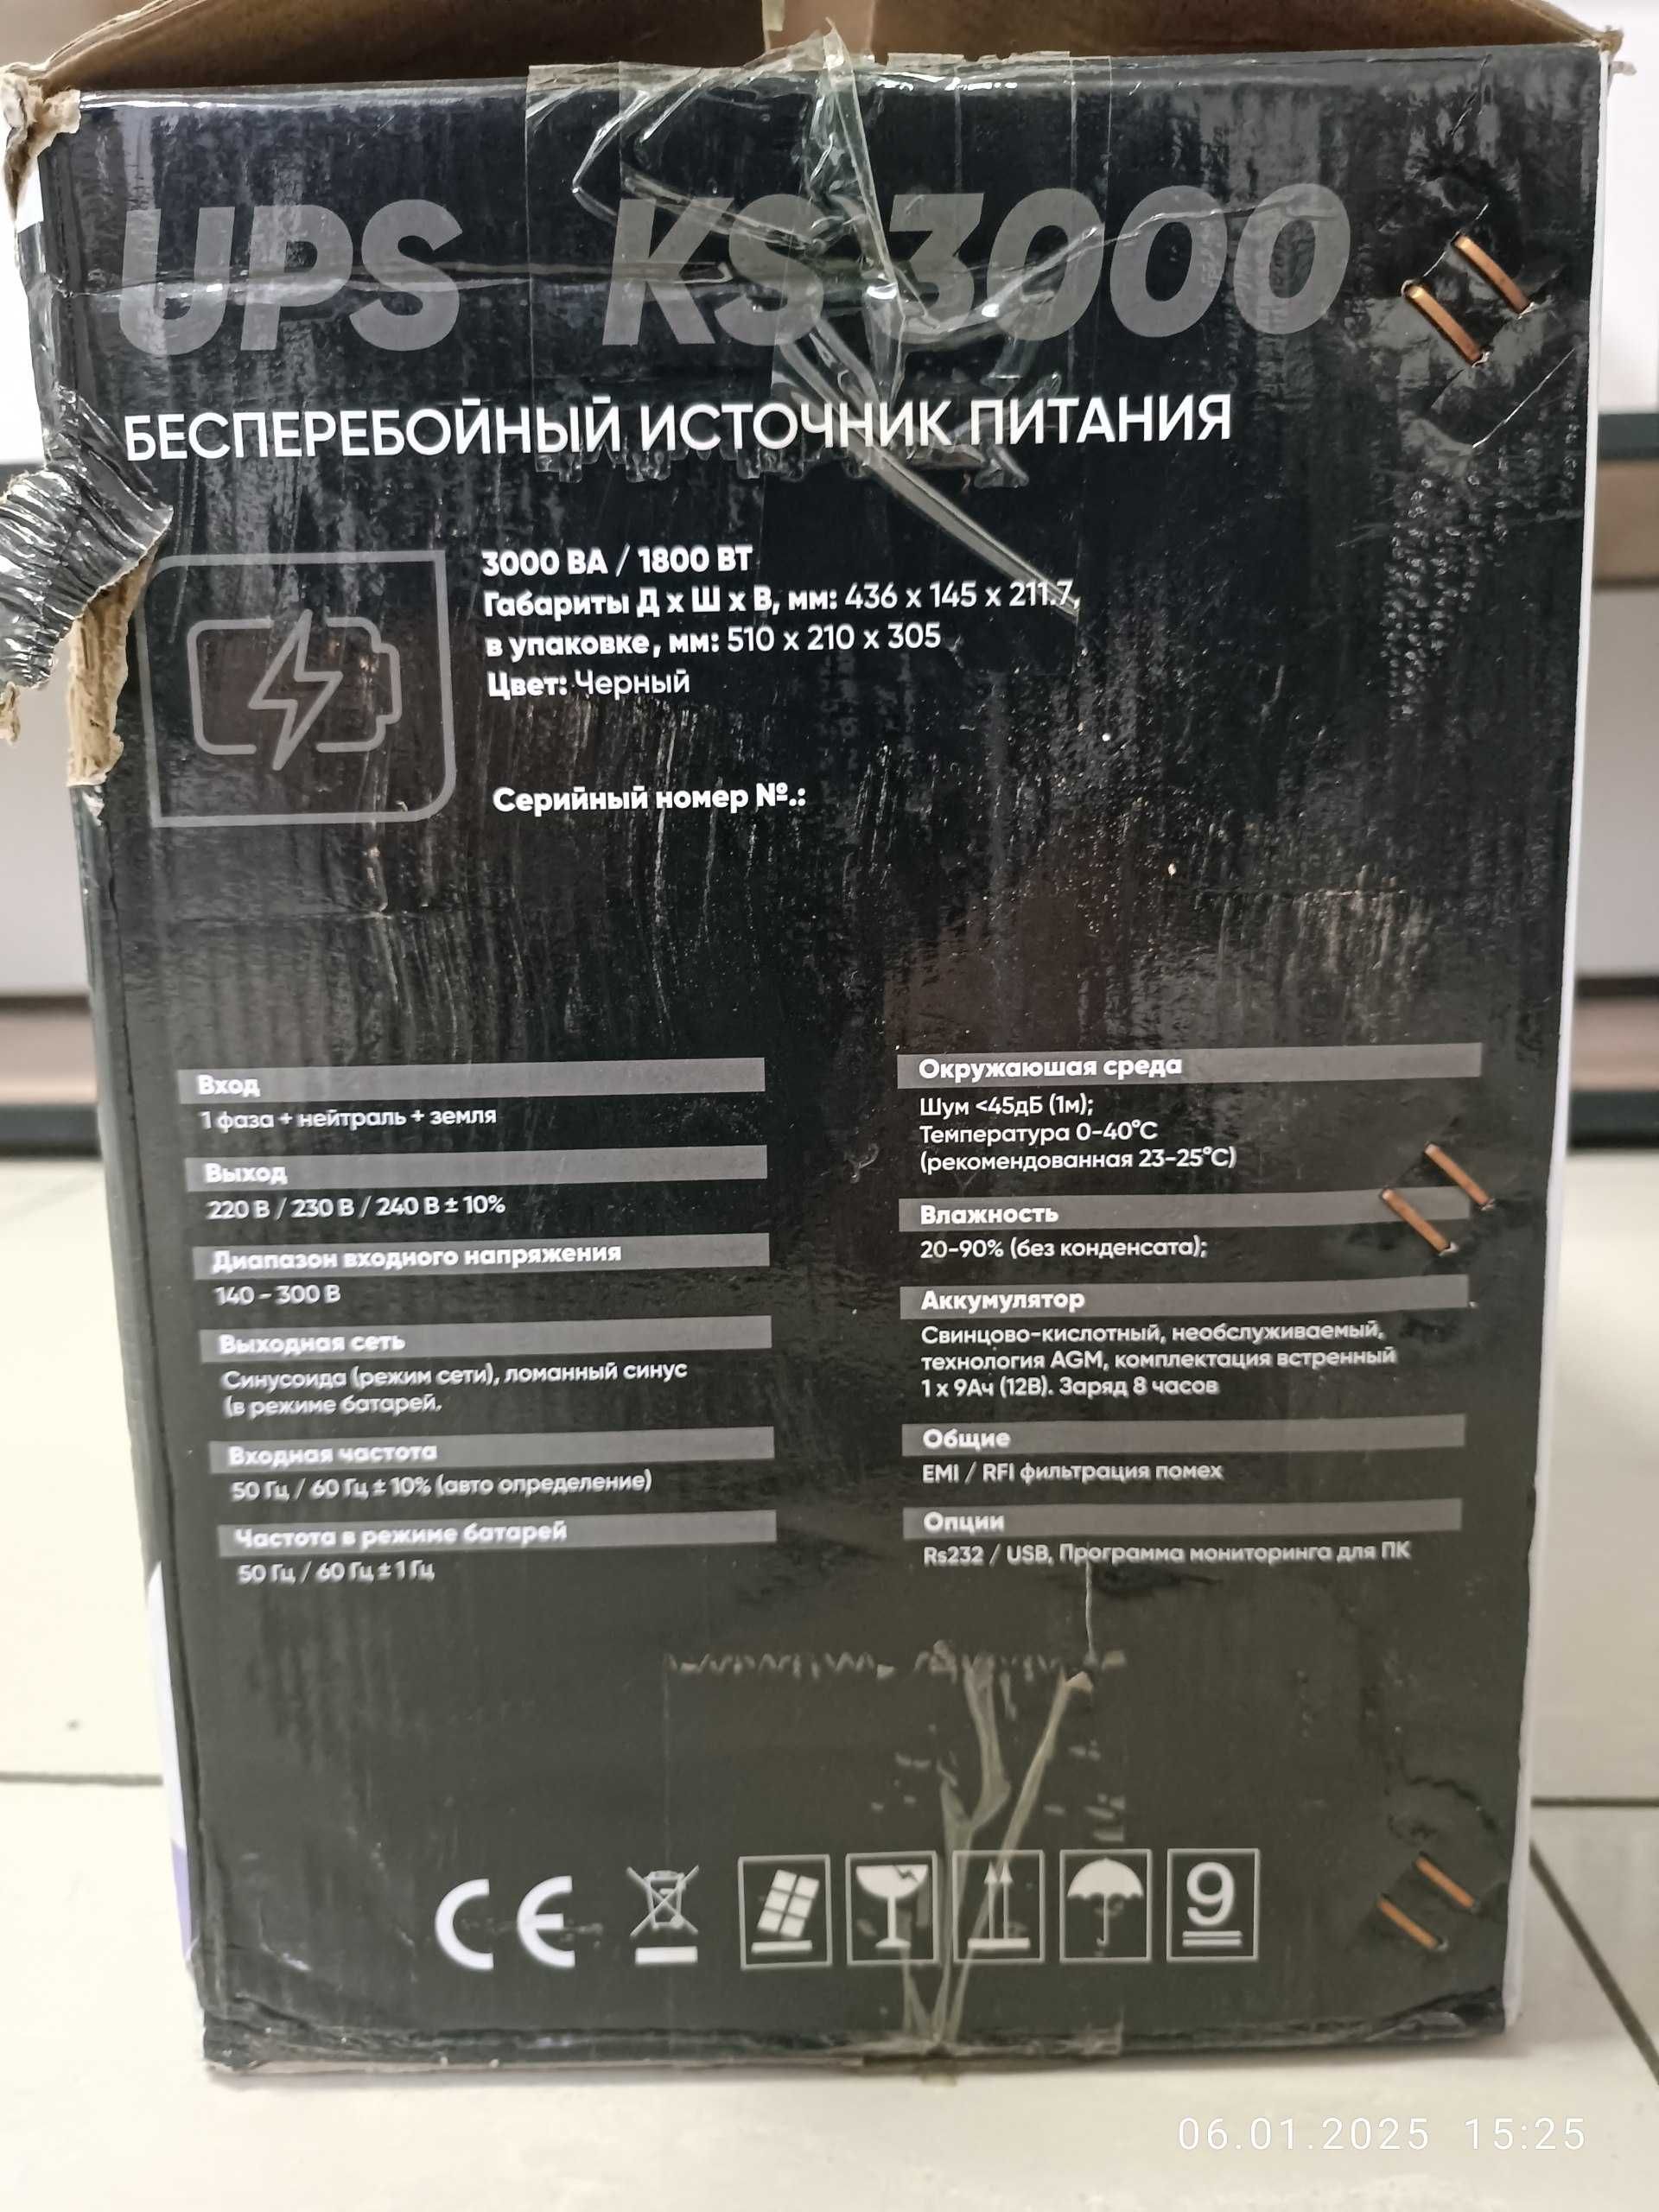 UPS KS 3000
БЕСПЕРЕБОЙНЫЙ ИСТОЧНИК ПИТАНИЯ
3000 ВА / 1800 ВТ
Габариты Д х Ш х В, мм: 436 х 145 х 211.7,
в упаковке, мм: 510 х 210 х 305
Цвет: Черный
Серийный номер №.:
Вход
1 фаза + нейтраль + земля
Выход
220 В / 230 В / 240 В ± 10%
Диапазон входного напряжения
140 - 300 В
Выходная сеть
Синусоида (режим сети), ломанный синус
(в режиме батарей.
Входная частота
50 Гц / 60 Гц ± 10% (авто определение)
Частота в режиме батарей
50 Гц / 60 Гц ± 1 Гц
Окружаюшая среда
Шум <45дБ (1м);
Температура 0-40°С
(рекомендованная 23-25°С)
Влажность
20-90% (без конденсата);
Аккумулятор
Свинцово-кислотный, необслуживаемый,
технология AGM, комплектация встренный
1 х 9Ач (12В). Заряд 8 часов
Общие
EMI / RFI фильтрация помех
Опции
Rs232 / USB, Программа мониторинга для ПК
CE
9
06.01.2025 15:25